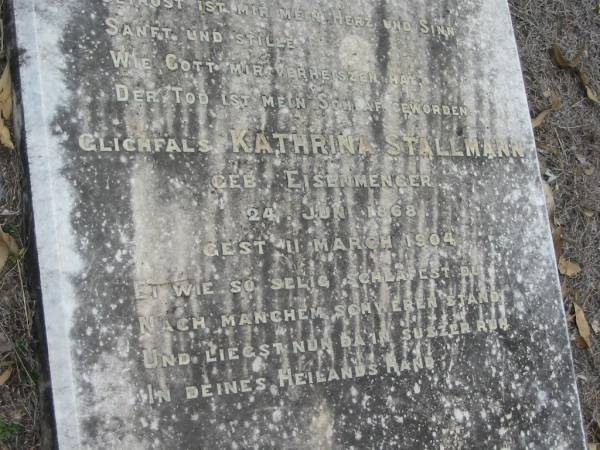 GETROST IST MIR MEIN HERZ UND SINN,
SANFT UND STILLE
WIE GOTT MIR VERHEISZEN HAT,
DER TOD IST MEIN SCHLAF GEWORDEN
GLICHFALS KATHRINA STALLMANN
GEB EISENMENGER
24 JUNI 1868
GEST 11 MARCH 1904
EI WIE SO SELIG SCHLAFEST DU
NACH MANCHEM SCHWEREN STAND
UND LIEGST NUN DA IN SUSZER RUH
IN DEINES HEILANDS HAND